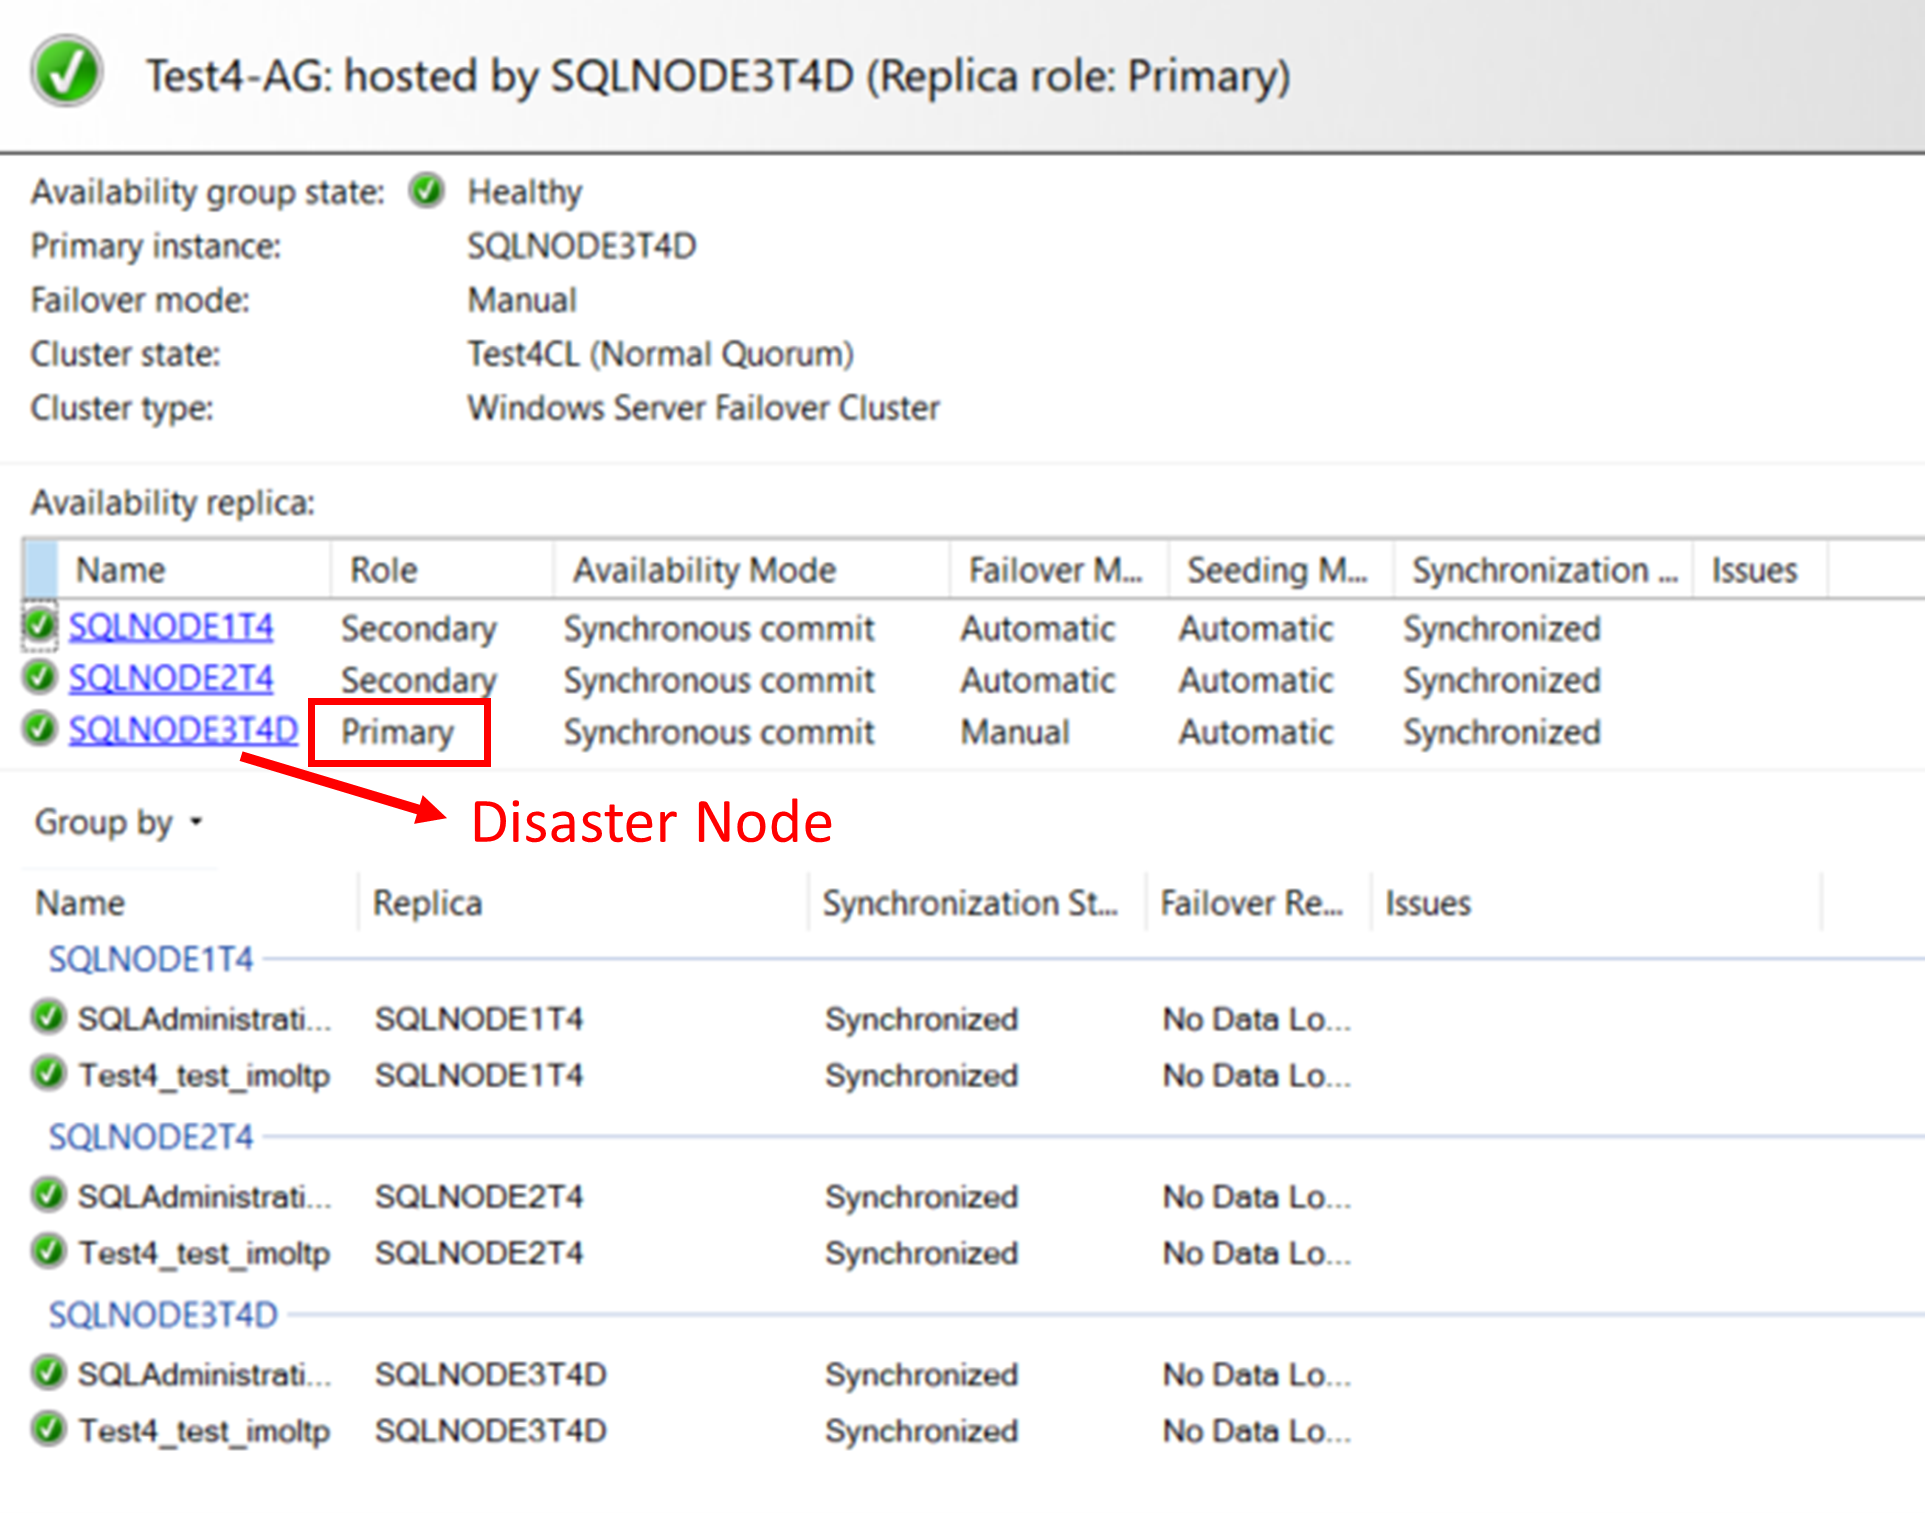 Test4-AG: hosted by SQLNODE3T4D (Replica role: Primary)
Availability group state: Healthy
Primary instance: SQLNODE3T4D
Failover mode: Manual
Cluster state: Test4CL (Normal Quorum)
Cluster type: Windows Server Failover Cluster
Availability replica:
Name Role Availability Mode Failover M... Seeding M... Synchronization ... Issues
SQLNODE1T4 Secondary Synchronous commit Automatic Automatic Synchronized
SQLNODE2T4 Secondary Synchronous commit Automatic Automatic Synchronized
SQLNODE3T4D Primary Synchronous commit Manual Automatic Synchronized
Disaster Node
Group by
Name Replica Synchronization St... Failover Re... Issues
SQLNODE1T4
SQLAdministrati... SQLNODE1T4 Synchronized No Data Lo...
Test4_test_imoltp SQLNODE1T4 Synchronized No Data Lo...
SQLNODE2T4
SQLAdministrati... SQLNODE2T4 Synchronized No Data Lo...
Test4_test_imoltp SQLNODE2T4 Synchronized No Data Lo...
SQLNODE3T4D
SQLAdministrati... SQLNODE3T4D Synchronized No Data Lo...
Test4_test_imoltp SQLNODE3T4D Synchronized No Data Lo...